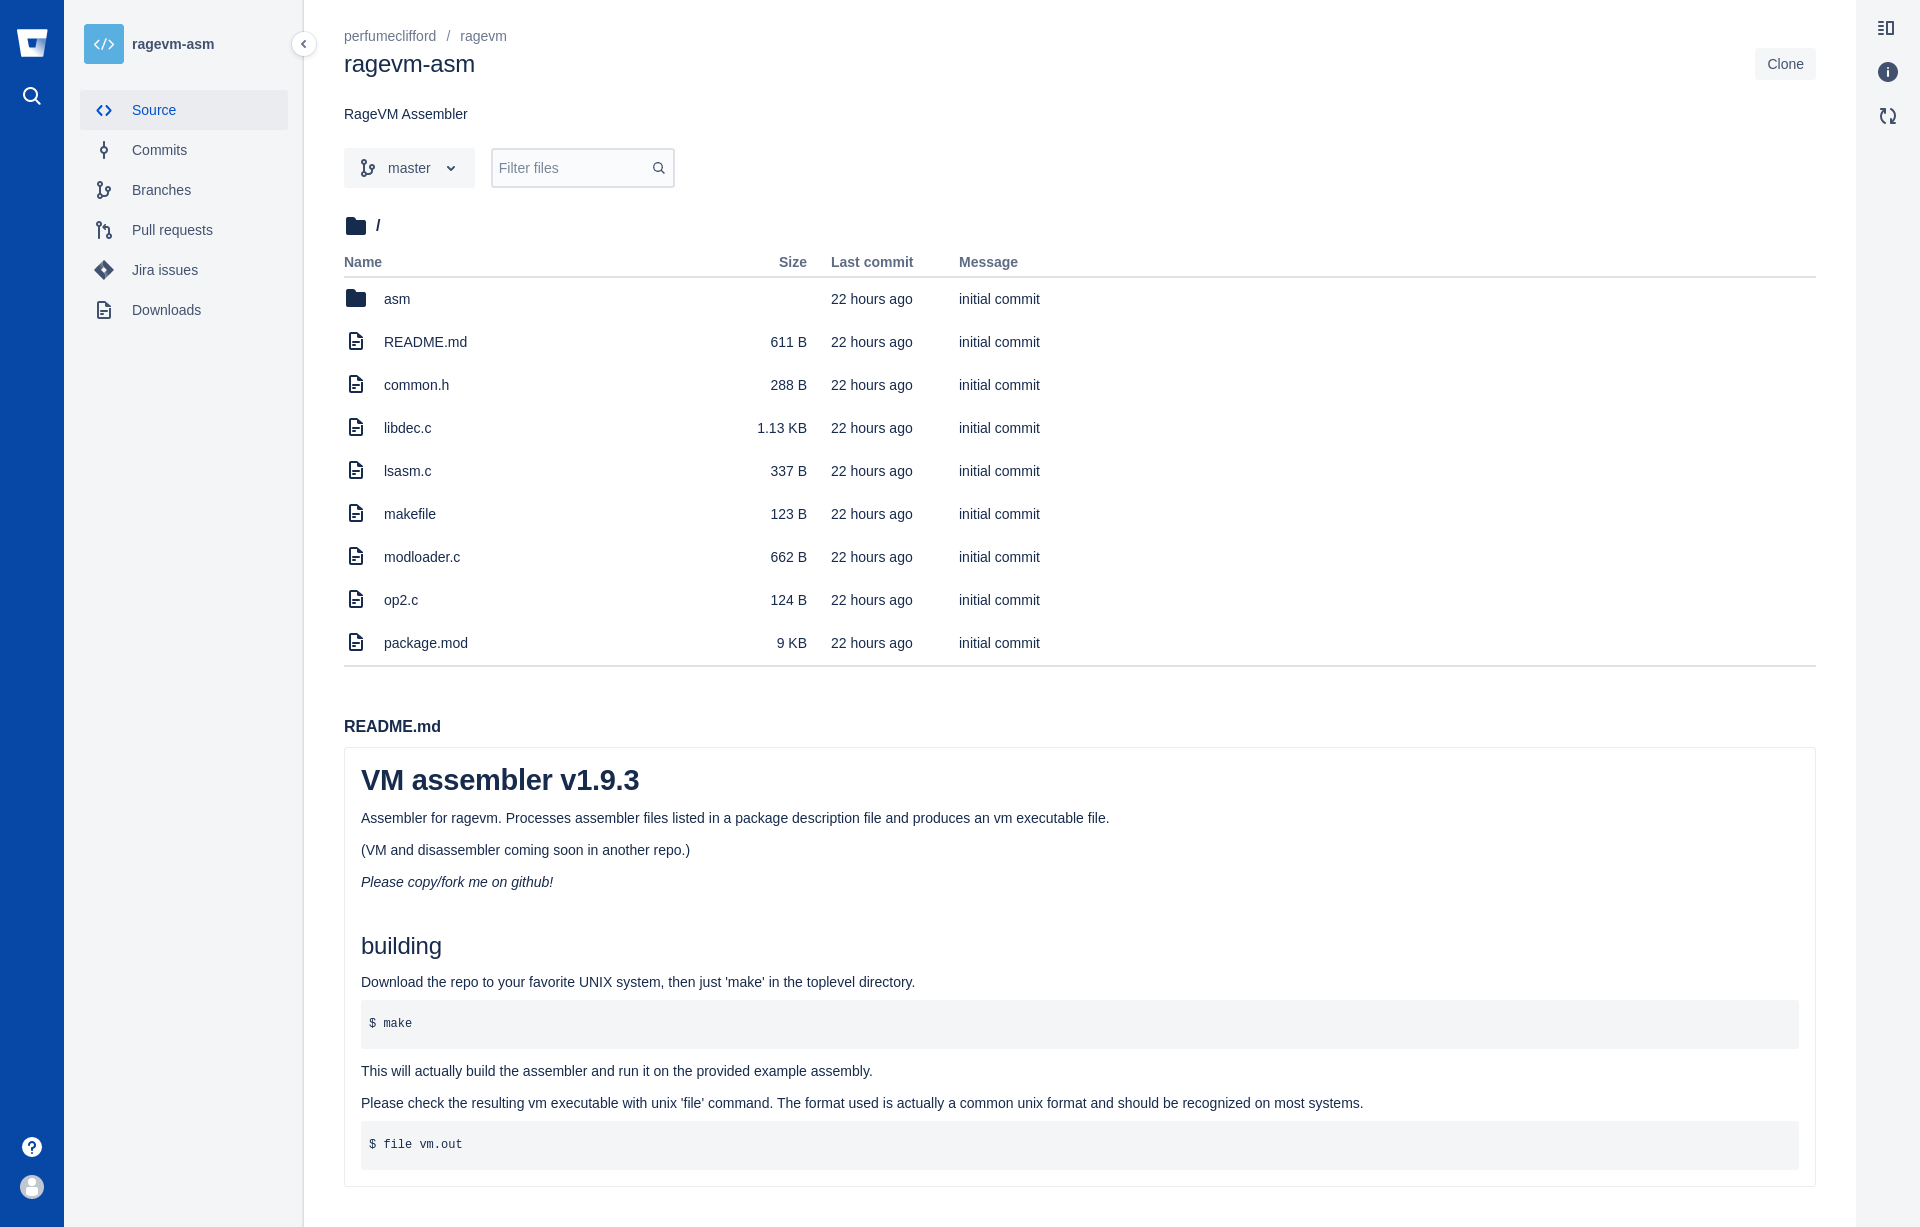 ragevm-asm
Source
Commits
Branches
Pull requests
Jira issues
Downloads
perfumeclifford / ragevm
ragevm-asm
Clone
RageVM Assembler
master
Filter files
/
Name Size Last commit Message
asm 22 hours ago initial commit
README.md 611 B 22 hours ago initial commit
common.h 288 B 22 hours ago initial commit
libdec.c 1.13 KB 22 hours ago initial commit
lsasm.c 337 B 22 hours ago initial commit
makefile 123 B 22 hours ago initial commit
modloader.c 662 B 22 hours ago initial commit
op2.c 124 B 22 hours ago initial commit
package.mod 9 KB 22 hours ago initial commit
README.md
VM assembler v1.9.3
Assembler for ragevm. Processes assembler files listed in a package description file and produces an vm executable file.
(VM and disassembler coming soon in another repo.)
Please copy/fork me on github!
building
Download the repo to your favorite UNIX system, then just 'make' in the toplevel directory.
$ make
This will actually build the assembler and run it on the provided example assembly.
Please check the resulting vm executable with unix 'file' command. The format used is actually a common unix format and should be recognized on most systems.
$ file vm.out